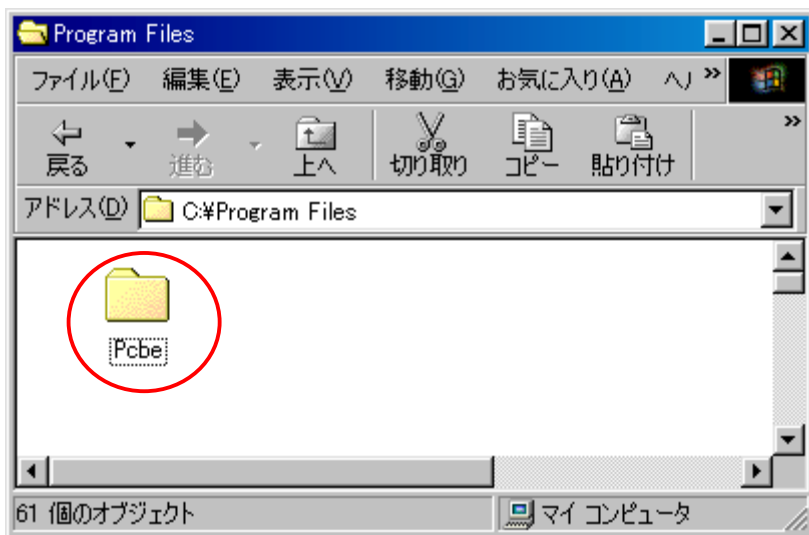 Program Files
ファイル(F) 編集(E) 表示(V) 移動(G) お気に入り(A) »
戻る 進む 上へ 切り取り コピー 貼り付け »
アドレス(D) C:¥Program Files
Pcbe
61 個のオブジェクト マイ コンピュータ